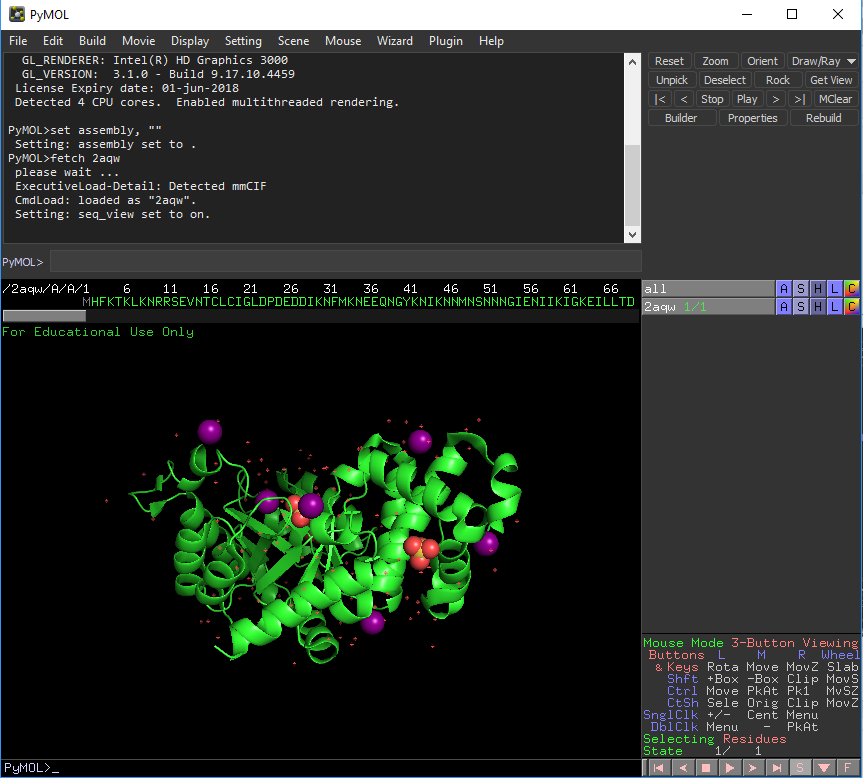 PyMOL
File Edit Build Movie Display Setting Scene Mouse Wizard Plugin Help
GL_RENDERER: Intel(R) HD Graphics 3000
GL_VERSION: 3.1.0 - Build 9.17.10.4459
License Expiry date: 01-jun-2018
Detected 4 CPU cores. Enabled multithreaded rendering.
PyMOL>set assembly, ""
Setting: assembly set to .
PyMOL>fetch 2aqw
please wait ...
ExecutiveLoad-Detail: Detected mmCIF
CmdLoad: loaded as "2aqw".
Setting: seq_view set to on.
PyMOL>
Reset Zoom Orient Draw/Ray
Unpick Deselect Rock Get View
|< < Stop Play > >| MClear
Builder Properties Rebuild
/2aqw/A/A/1 6 11 16 21 26 31 36 41 46 51 56 61 66
MHFKTKLKNRRSEVNTCLCIGLDPDEDDIKNFMKNEEQNGYKNIKNNMNSNNNGIENIIKIGKEILLTD
all A S H L C
2aqw 1/1 A S H L C
For Educational Use Only
Mouse Mode 3-Button Viewing
Buttons L M R Wheel
& Keys Rota Move MovZ Slab
Shft +Box -Box Clip MovS
Ctrl Move PkAt Pk1 MvSZ
CtSh Sele Orig Clip MovZ
SnglClk +/- Cent Menu
DblClk Menu - PkAt
Selecting Residues
State 1/ 1
PyMOL>_
S F